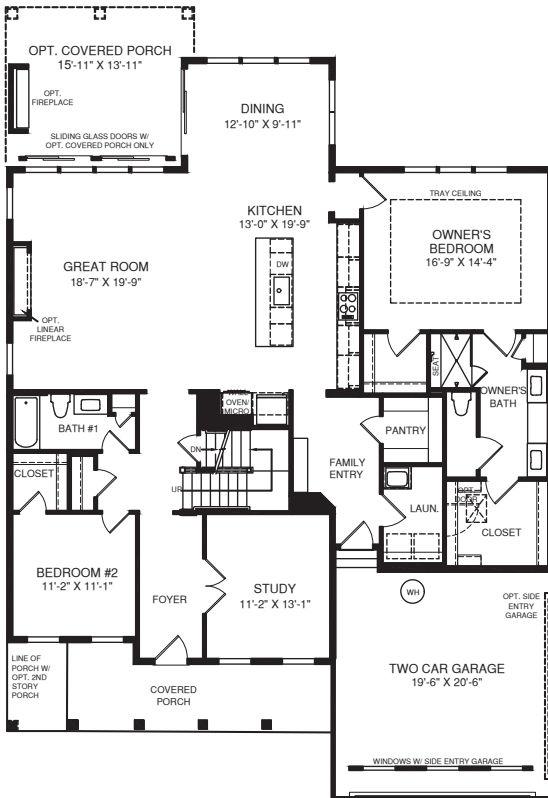 OPT. COVERED PORCH
15'-11" X 13'-11"
OPT.
FIREPLACE
SLIDING GLASS DOORS W/
OPT. COVERED PORCH ONLY
DINING
12'-10" X 9'-11"
TRAY CEILING
KITCHEN
13'-0" X 19'-9"
OWNER'S
BEDROOM
16'-9" X 14'-4"
DW
GREAT ROOM
18'-7" X 19'-9"
OPT.
LINEAR
FIREPLACE
SEAT
OWNER'S
BATH
WALL
OVEN/
MICRO
BATH #1
PANTRY
DN
FAMILY
ENTRY
CLOSET
UP
OPT.
DOOR
LAUN.
CLOSET
BEDROOM #2
11'-2" X 11'-1"
FOYER
STUDY
11'-2" X 13'-1"
WH
OPT. SIDE
ENTRY
GARAGE
LINE OF
PORCH W/
OPT. 2ND
STORY
PORCH
COVERED
PORCH
TWO CAR GARAGE
19'-6" X 20'-6"
WINDOWS W/ SIDE ENTRY GARAGE